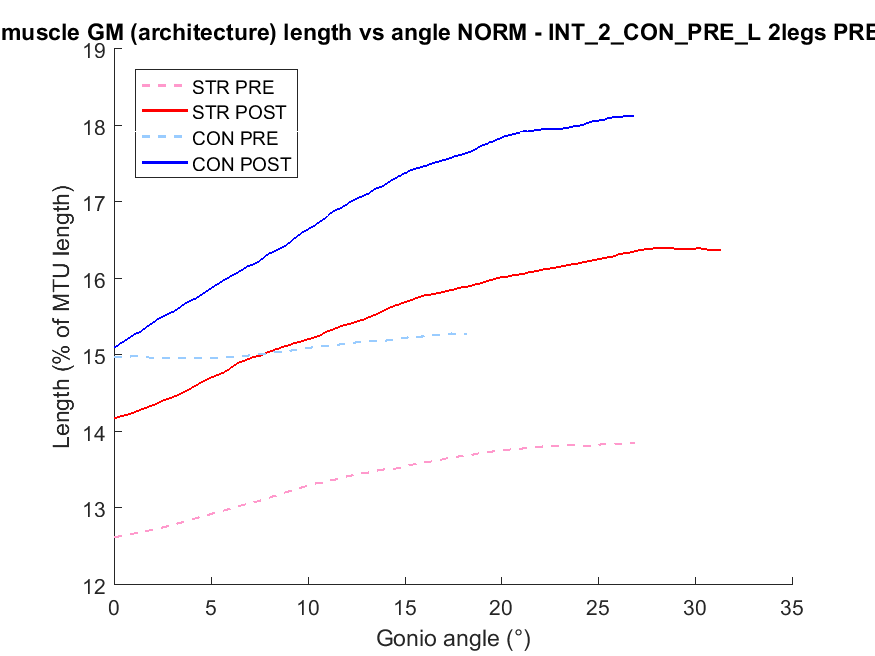 muscle GM (architecture) length vs angle NORM - INT_2_CON_PRE_L 2legs PRE
19
18
17
16
15
14
13
12
Length (% of MTU length)
STR PRE
STR POST
CON PRE
CON POST
0 5 10 15 20 25 30 35
Gonio angle (°)